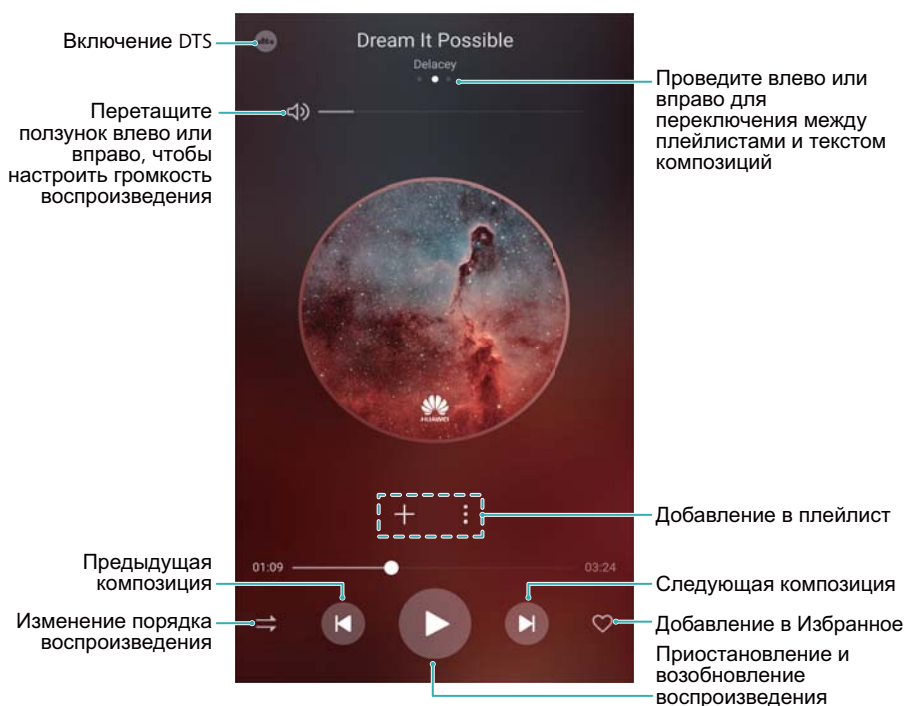 Включение DTS
Dream It Possible
Delacey
Проведите влево или
вправо для
переключения между
плейлистами и текстом
композиций
Перетащите
ползунок влево или
вправо, чтобы
настроить громкость
воспроизведения
HUAWEI
Добавление в плейлист
Предыдущая
композиция
01:09
03:24
Следующая композиция
Изменение порядка
воспроизведения
Добавление в Избранное
Приостановление и
возобновление
воспроизведения